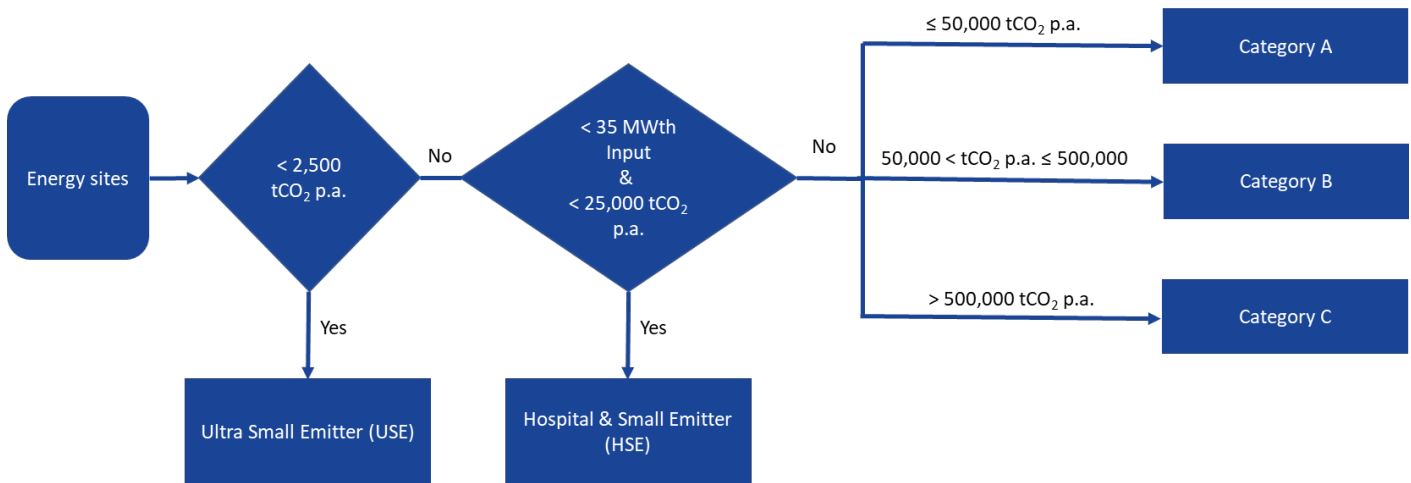 Energy sites
< 2,500
tCO₂ p.a.
No
Yes
Ultra Small Emitter (USE)
< 35 MWth
Input
&
< 25,000 tCO₂
p.a.
No
Yes
Hospital & Small Emitter
(HSE)
≤ 50,000 tCO₂ p.a.
Category A
50,000 < tCO₂ p.a. ≤ 500,000
Category B
> 500,000 tCO₂ p.a.
Category C